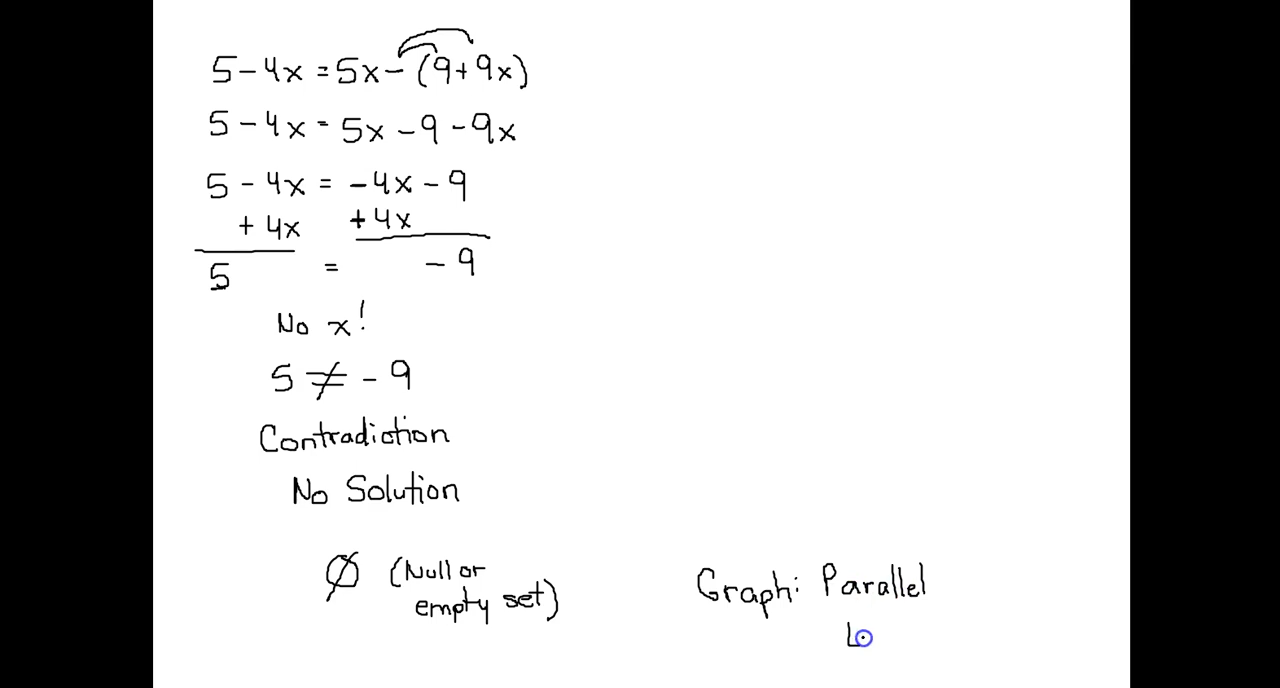 5 - 4x = 5x - (9 + 9x)
5 - 4x = 5x - 9 - 9x
5 - 4x = -4x - 9
+ 4x +4x
5 = - 9
No x!
5 ≠ - 9
Contradiction
No Solution
∅ (Null or
empty set)
Graph: Parallel
L